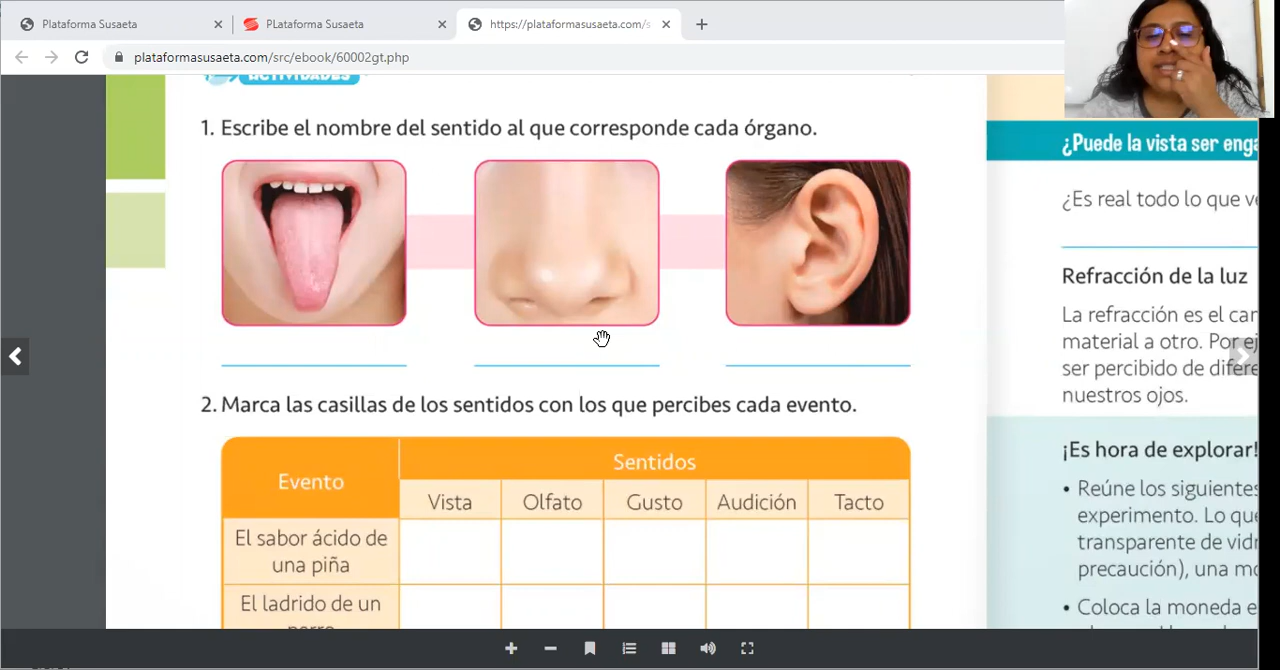 Plataforma Susaeta
PLataforma Susaeta
https://plataformasusaeta.com/s
plataformasusaeta.com/src/ebook/60002gt.php
ACTIVIDADES
1. Escribe el nombre del sentido al que corresponde cada órgano.
2. Marca las casillas de los sentidos con los que percibes cada evento.
Evento
Sentidos
Vista
Olfato
Gusto
Audición
Tacto
El sabor ácido de
una piña
El ladrido de un
perro
¿Puede la vista ser enga
¿Es real todo lo que ve
Refracción de la luz
La refracción es el can
material a otro. Por ej
ser percibido de difere
nuestros ojos.
¡Es hora de explorar!
• Reúne los siguientes
experimento. Lo que
transparente de vidr
precaución), una mo
• Coloca la moneda e